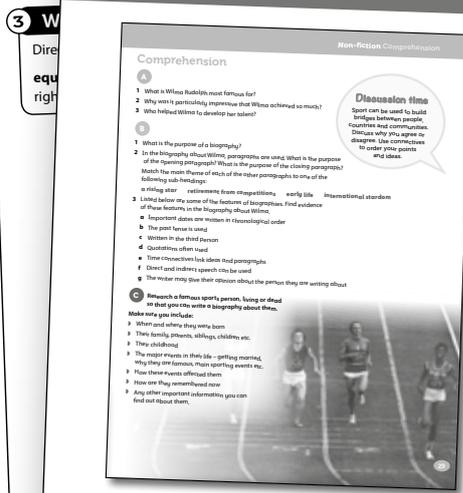 3 W
Dire
equ
righ
Non-fiction Comprehension
Comprehension
A
1 What is Wilma Rudolph most famous for?
2 Why was it particularly impressive that Wilma achieved so much?
3 Who helped Wilma to develop her talent?
Discussion time
Sport can be used to build
bridges between people,
countries and communities.
Discuss why you agree or
disagree. Use connectives
to order your points
and ideas.
B
1 What is the purpose of a biography?
2 In the biography about Wilma, paragraphs are used. What is the purpose
of the opening paragraph? What is the purpose of the closing paragraph?
Match the main theme of each of the other paragraphs to one of the
following sub-headings:
a rising star retirement from competitions early life international stardom
3 Listed below are some of the features of biographies. Find evidence
of these features in the biography about Wilma.
a Important dates are written in chronological order
b The past tense is used
c Written in the third person
d Quotations often used
e Time connectives link ideas and paragraphs
f Direct and indirect speech can be used
g The writer may give their opinion about the person they are writing about
C Research a famous sports person, living or dead
so that you can write a biography about them.
Make sure you include:
When and where they were born
Their family, parents, siblings, children etc.
They childhood
The major events in their life – getting married,
why they are famous, main sporting events etc.
How these events affected them
How are they remembered now
Any other important information you can
find out about them.
23